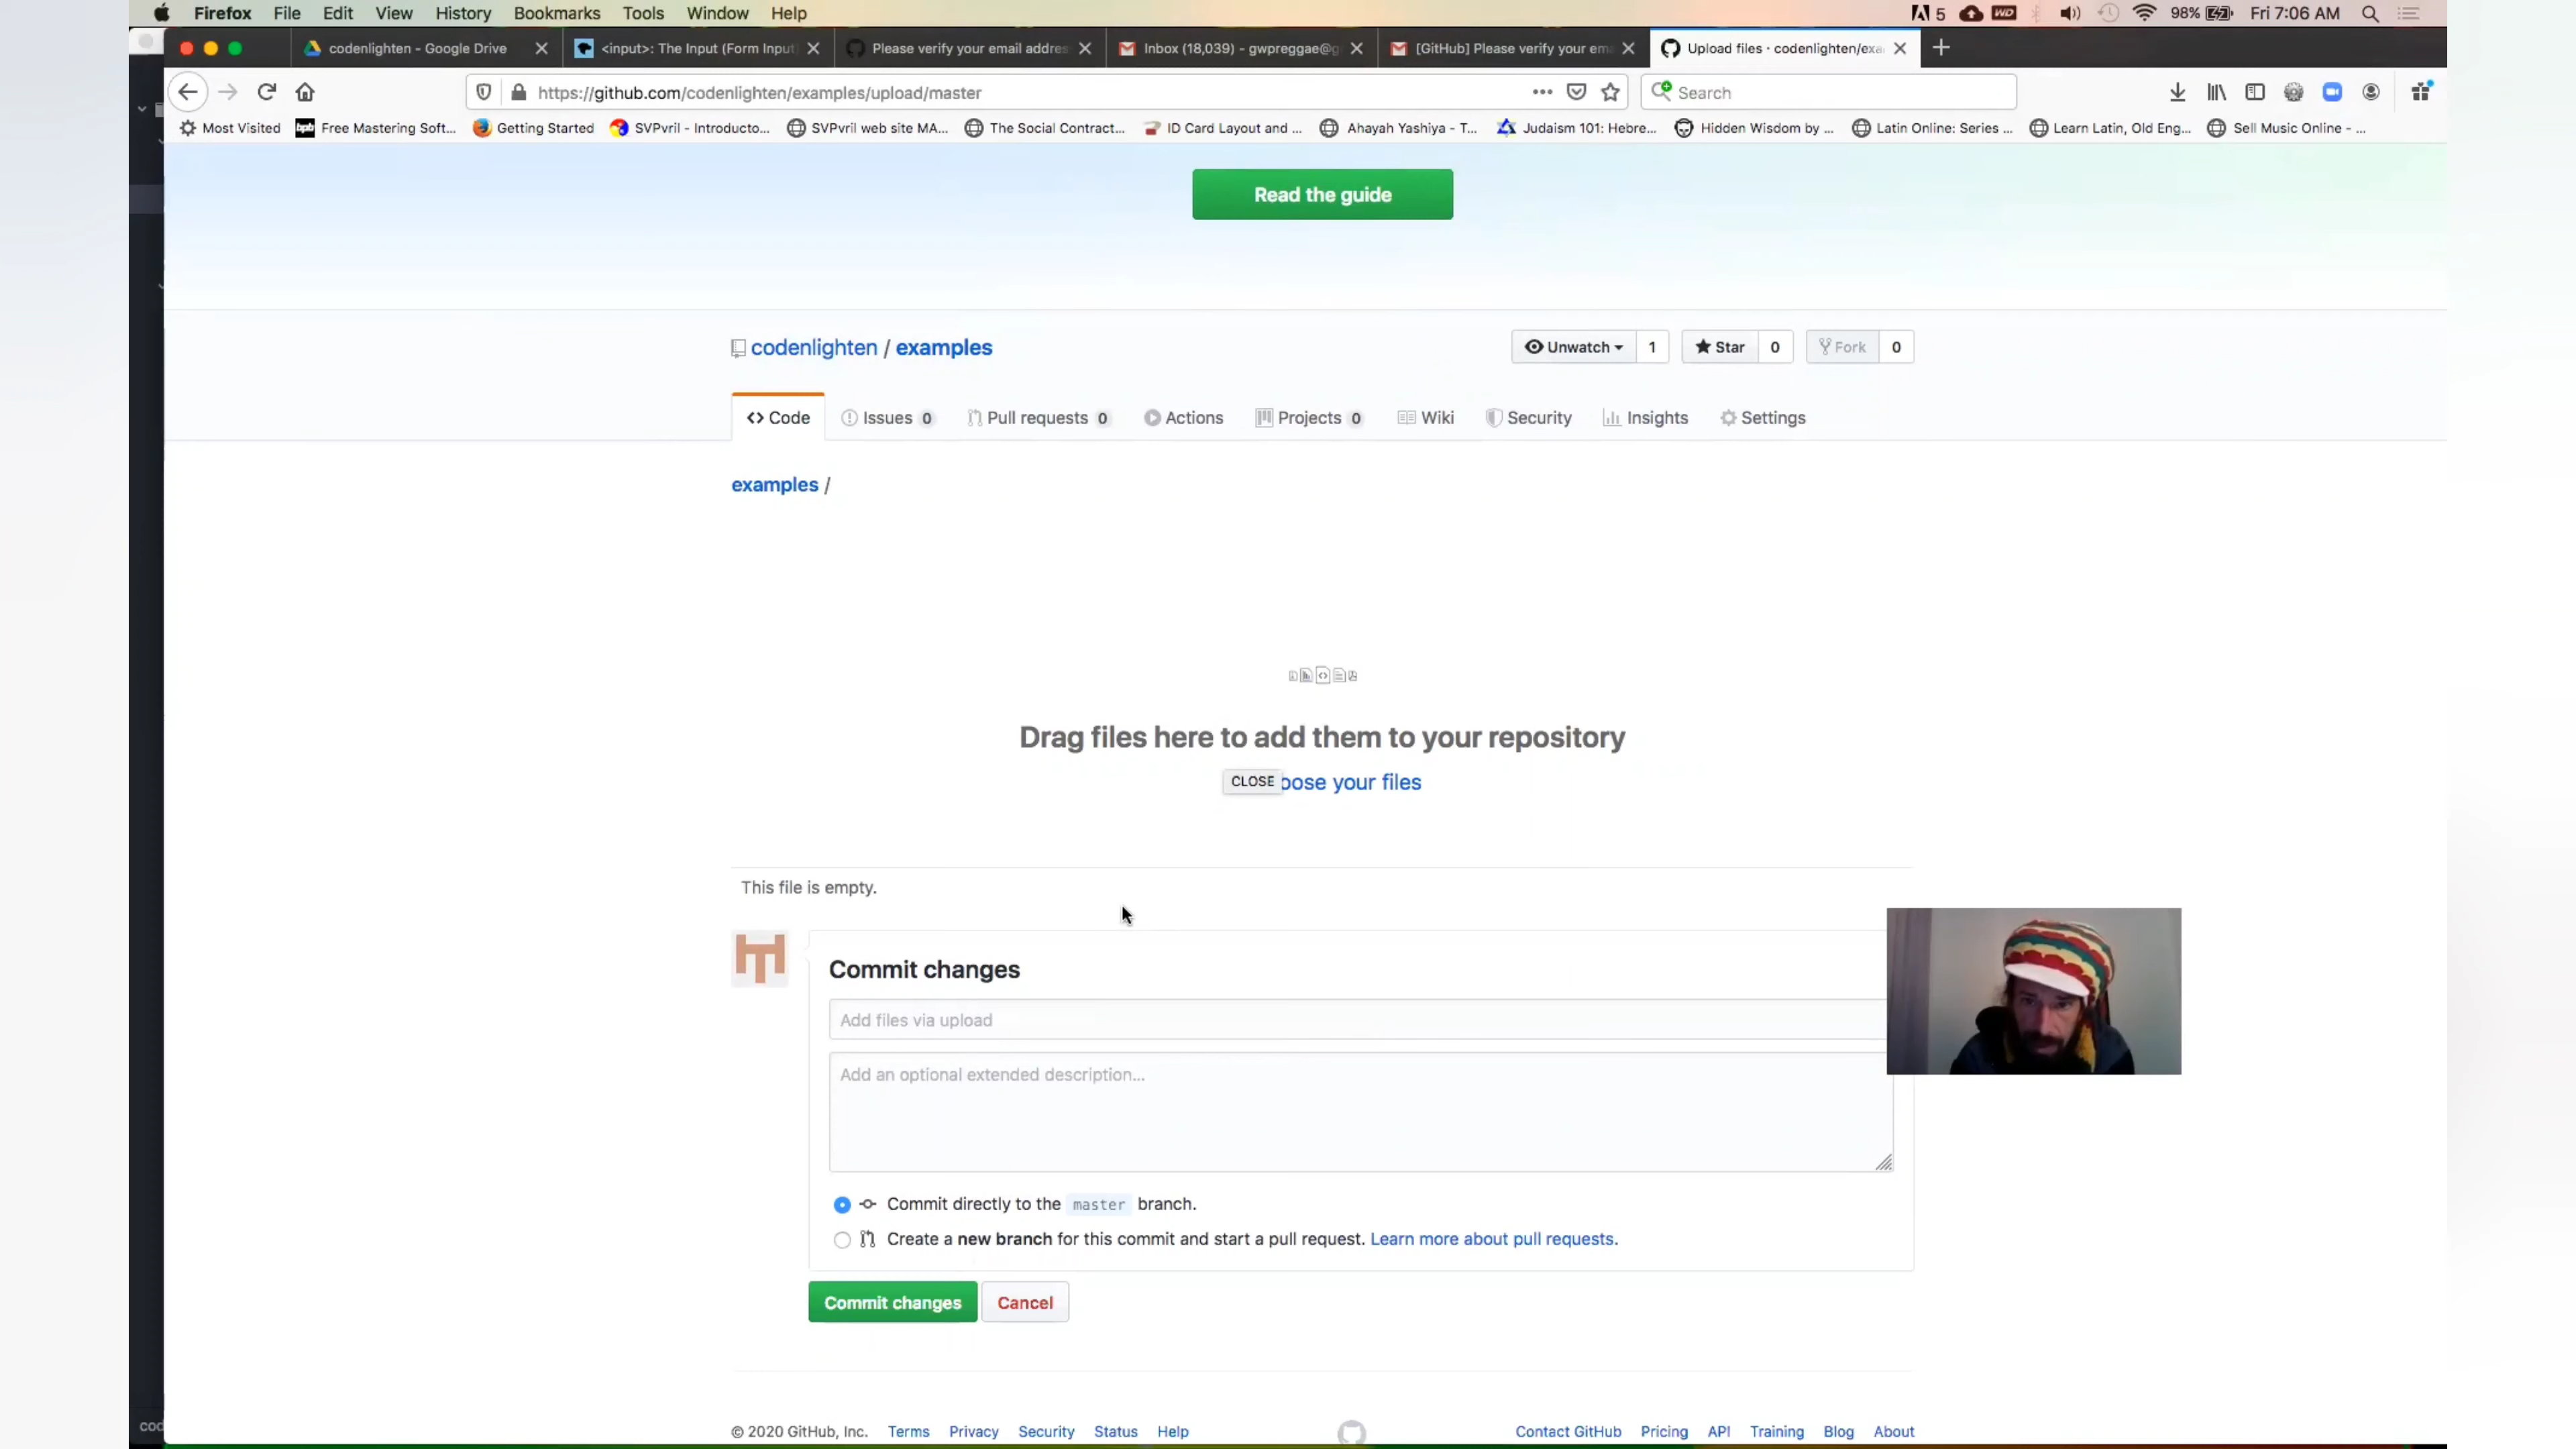 Firefox File Edit View History Bookmarks Tools Window Help 5 WD 98% Fri 7:06 AM
codenlighten - Google Drive <input>: The Input (Form Input Please verify your email addres Inbox (18,039) - gwpreggae@g [GitHub] Please verify your em Upload files · codenlighten/exa
https://github.com/codenlighten/examples/upload/master Search
Most Visited bpb Free Mastering Soft... Getting Started SVPvril - Introducto... SVPvril web site MA... The Social Contract... ID Card Layout and ... Ahayah Yashiya - T... Judaism 101: Hebre... Hidden Wisdom by ... Latin Online: Series ... Learn Latin, Old Eng... Sell Music Online - ...
Read the guide
codenlighten / examples Unwatch 1 Star 0 Fork 0
Code Issues 0 Pull requests 0 Actions Projects 0 Wiki Security Insights Settings
examples /
Drag files here to add them to your repository
CLOSE oose your files
This file is empty.
Commit changes
Add files via upload
Add an optional extended description...
Commit directly to the master branch.
Create a new branch for this commit and start a pull request. Learn more about pull requests.
Commit changes Cancel
cod
© 2020 GitHub, Inc. Terms Privacy Security Status Help Contact GitHub Pricing API Training Blog About